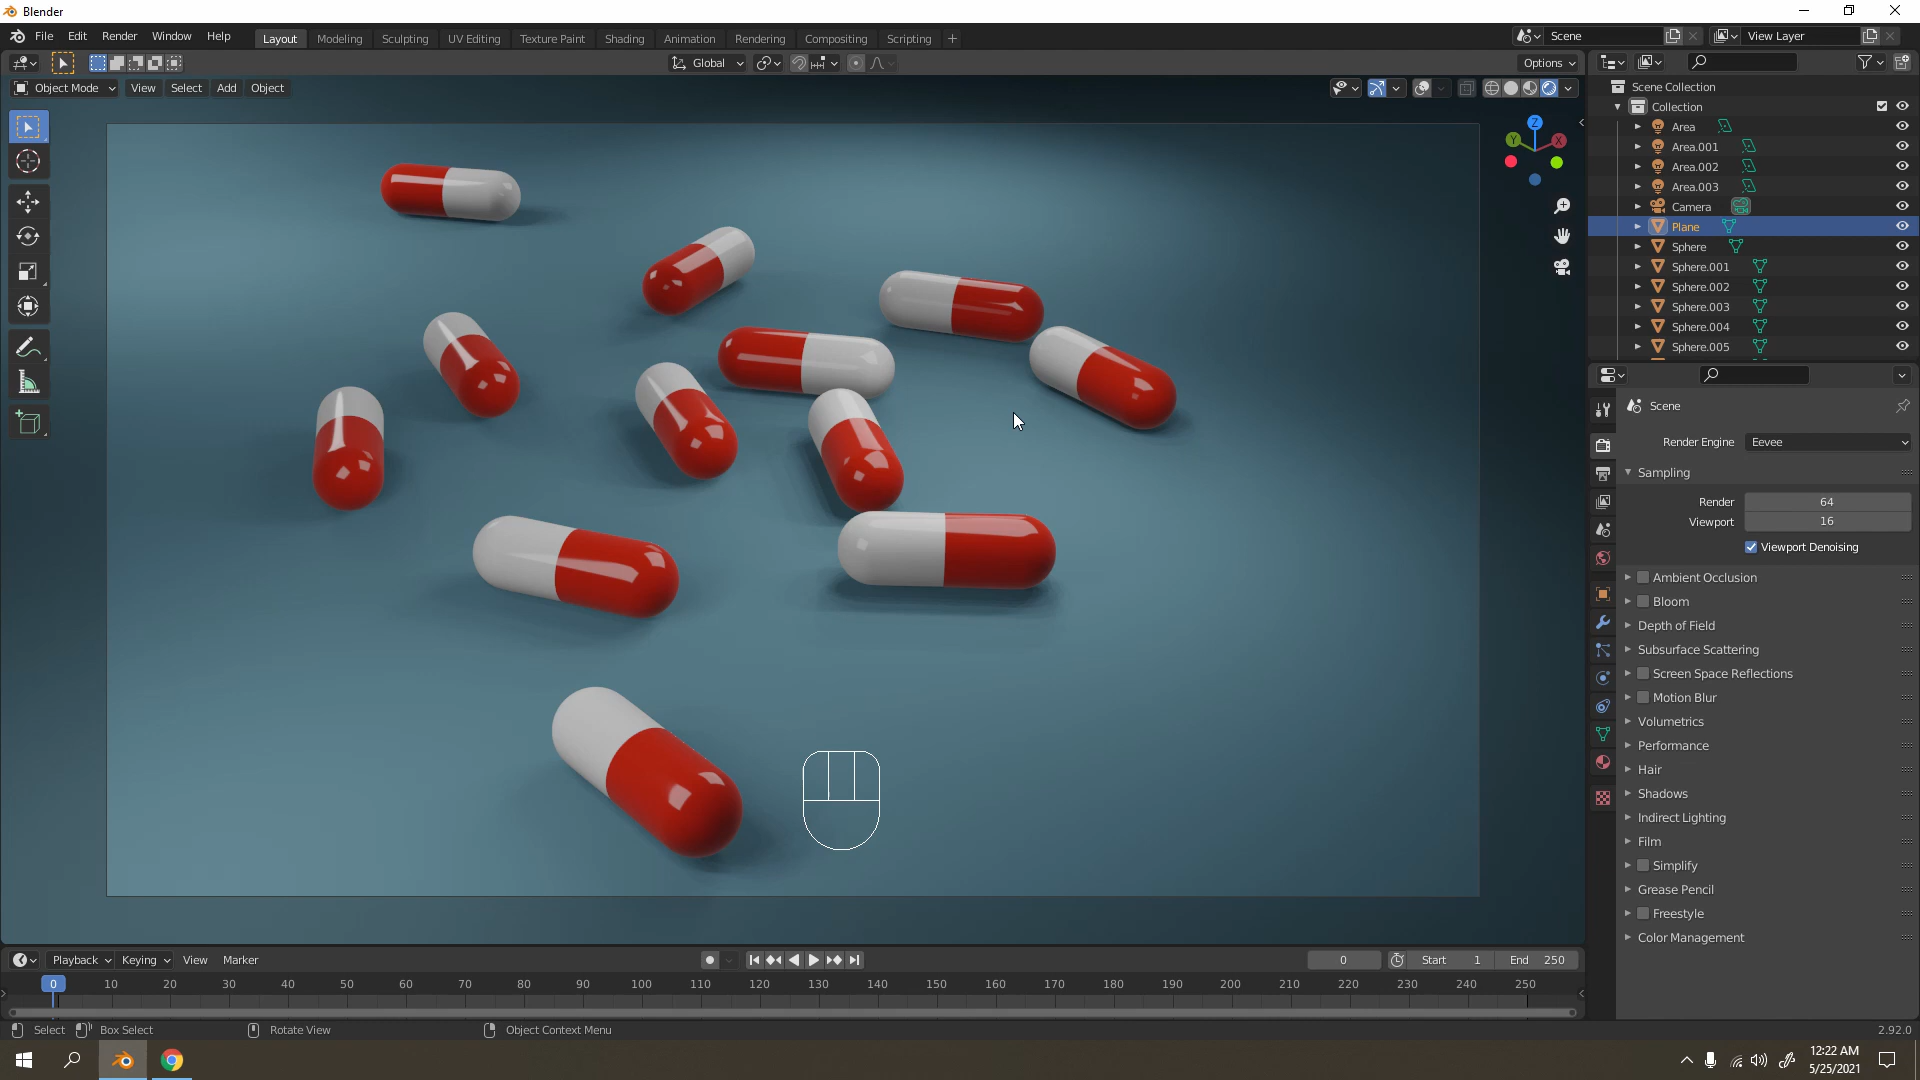 Blender
File Edit Render Window Help Layout Modeling Sculpting UV Editing Texture Paint Shading Animation Rendering Compositing Scripting + Scene View Layer
Global Options
Object Mode View Select Add Object
Z
Y X
Scene Collection
Collection
Area
Area.001
Area.002
Area.003
Camera
Plane
Sphere
Sphere.001
Sphere.002
Sphere.003
Sphere.004
Sphere.005
Scene
Render Engine Eevee
Sampling
Render 64
Viewport 16
Viewport Denoising
Ambient Occlusion
Bloom
Depth of Field
Subsurface Scattering
Screen Space Reflections
Motion Blur
Volumetrics
Performance
Hair
Shadows
Indirect Lighting
Film
Simplify
Grease Pencil
Freestyle
Color Management
Playback Keying View Marker 0 Start 1 End 250
0 10 20 30 40 50 60 70 80 90 100 110 120 130 140 150 160 170 180 190 200 210 220 230 240 250
Select Box Select Rotate View Object Context Menu 2.92.0
12:22 AM
5/25/2021